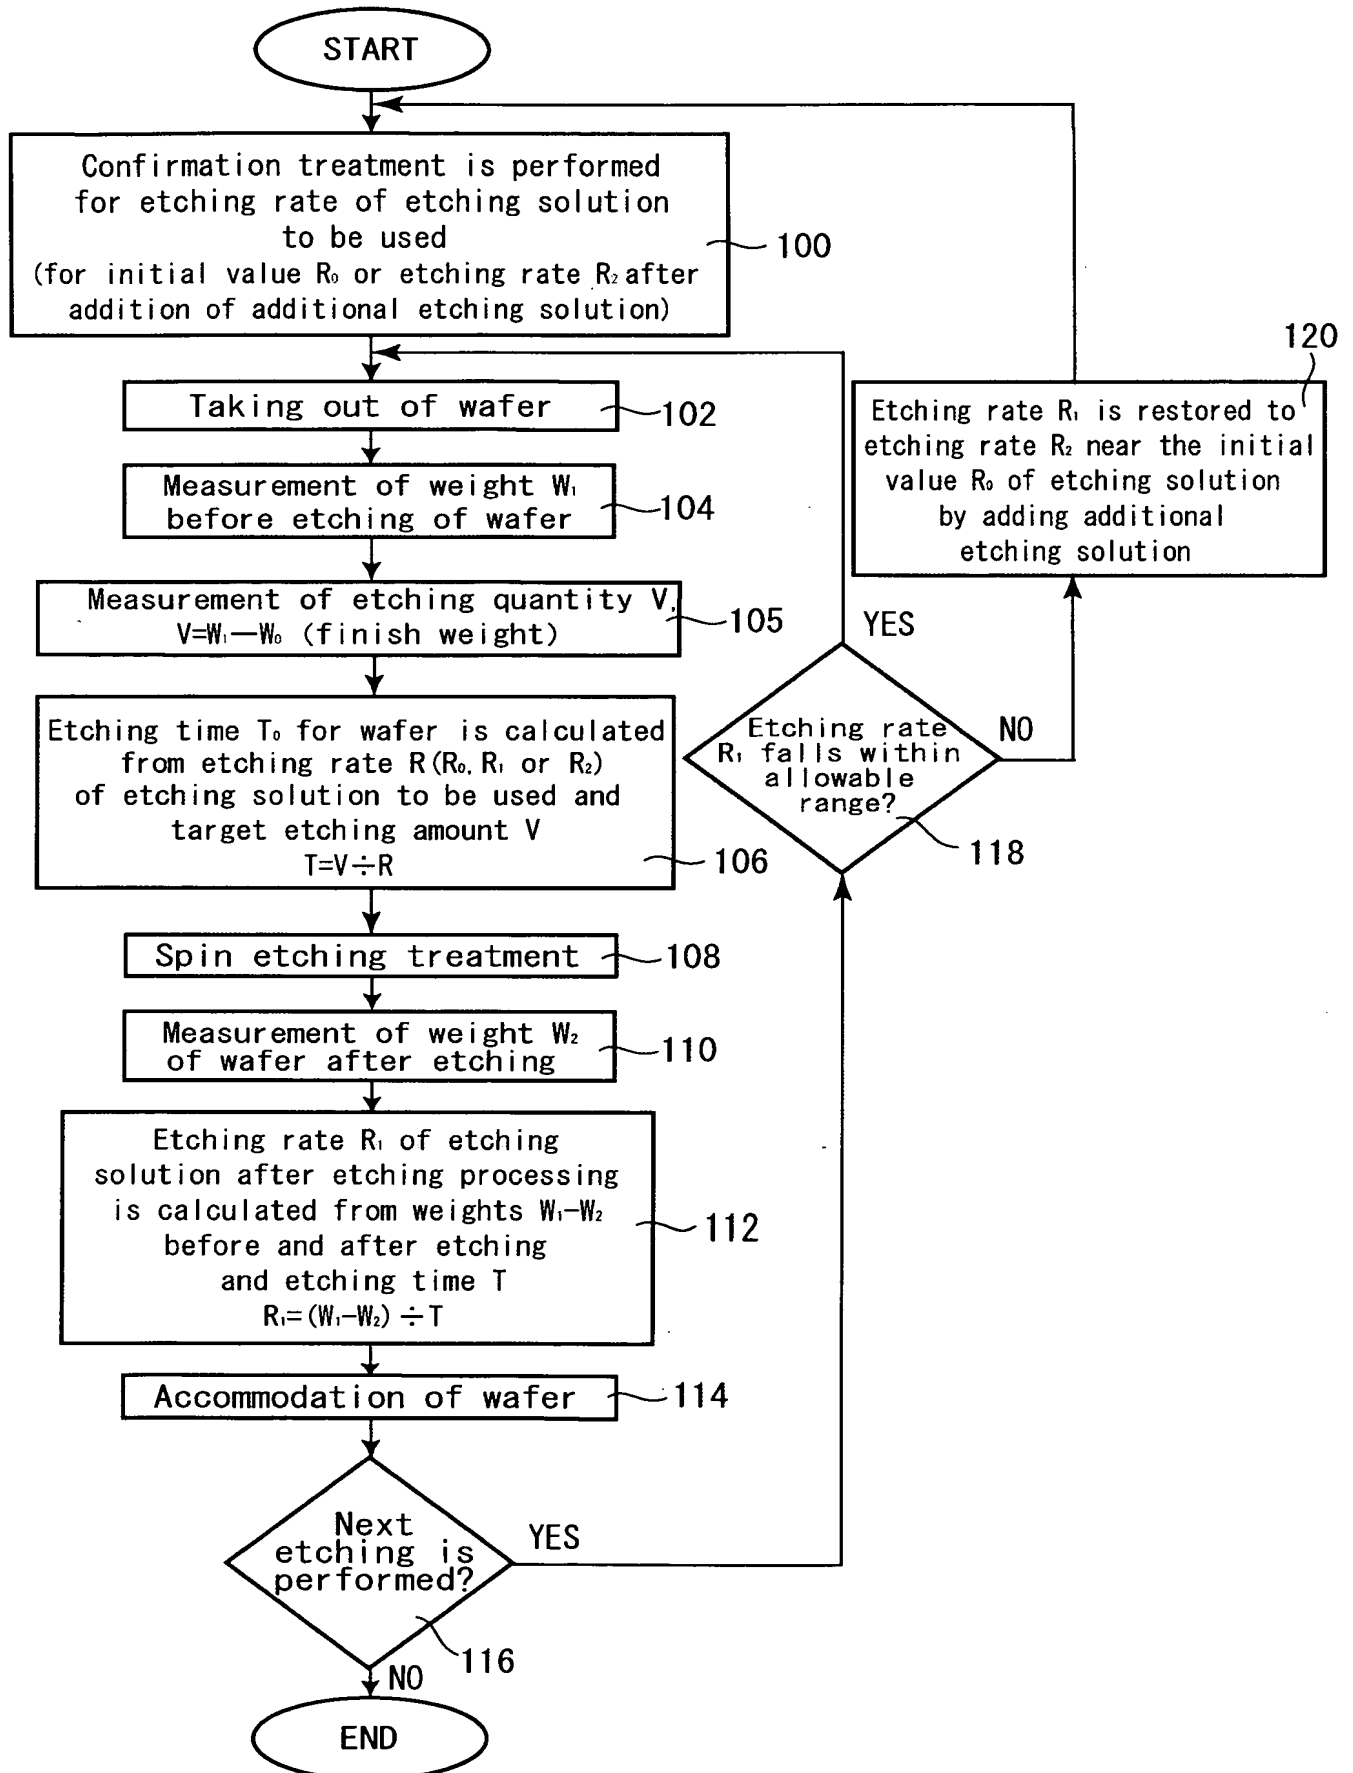 START
Confirmation treatment is performed
for etching rate of etching solution
to be used
(for initial value R₀ or etching rate R₂ after
addition of additional etching solution)
100
Taking out of wafer
102
Measurement of weight W₁
before etching of wafer
104
Measurement of etching quantity V,
V=W₁—W₀ (finish weight)
105
Etching time T₀ for wafer is calculated
from etching rate R(R₀, R₁ or R₂)
of etching solution to be used and
target etching amount V
T=V÷R
106
Spin etching treatment
108
Measurement of weight W₂
of wafer after etching
110
Etching rate R₁ of etching
solution after etching processing
is calculated from weights W₁-W₂
before and after etching
and etching time T
R₁=(W₁-W₂)÷T
112
Accommodation of wafer
114
Next
etching is
performed?
116
YES
NO
END
Etching rate
R₁ falls within
allowable
range?
118
YES
NO
120
Etching rate R₁ is restored to
etching rate R₂ near the initial
value R₀ of etching solution
by adding additional
etching solution